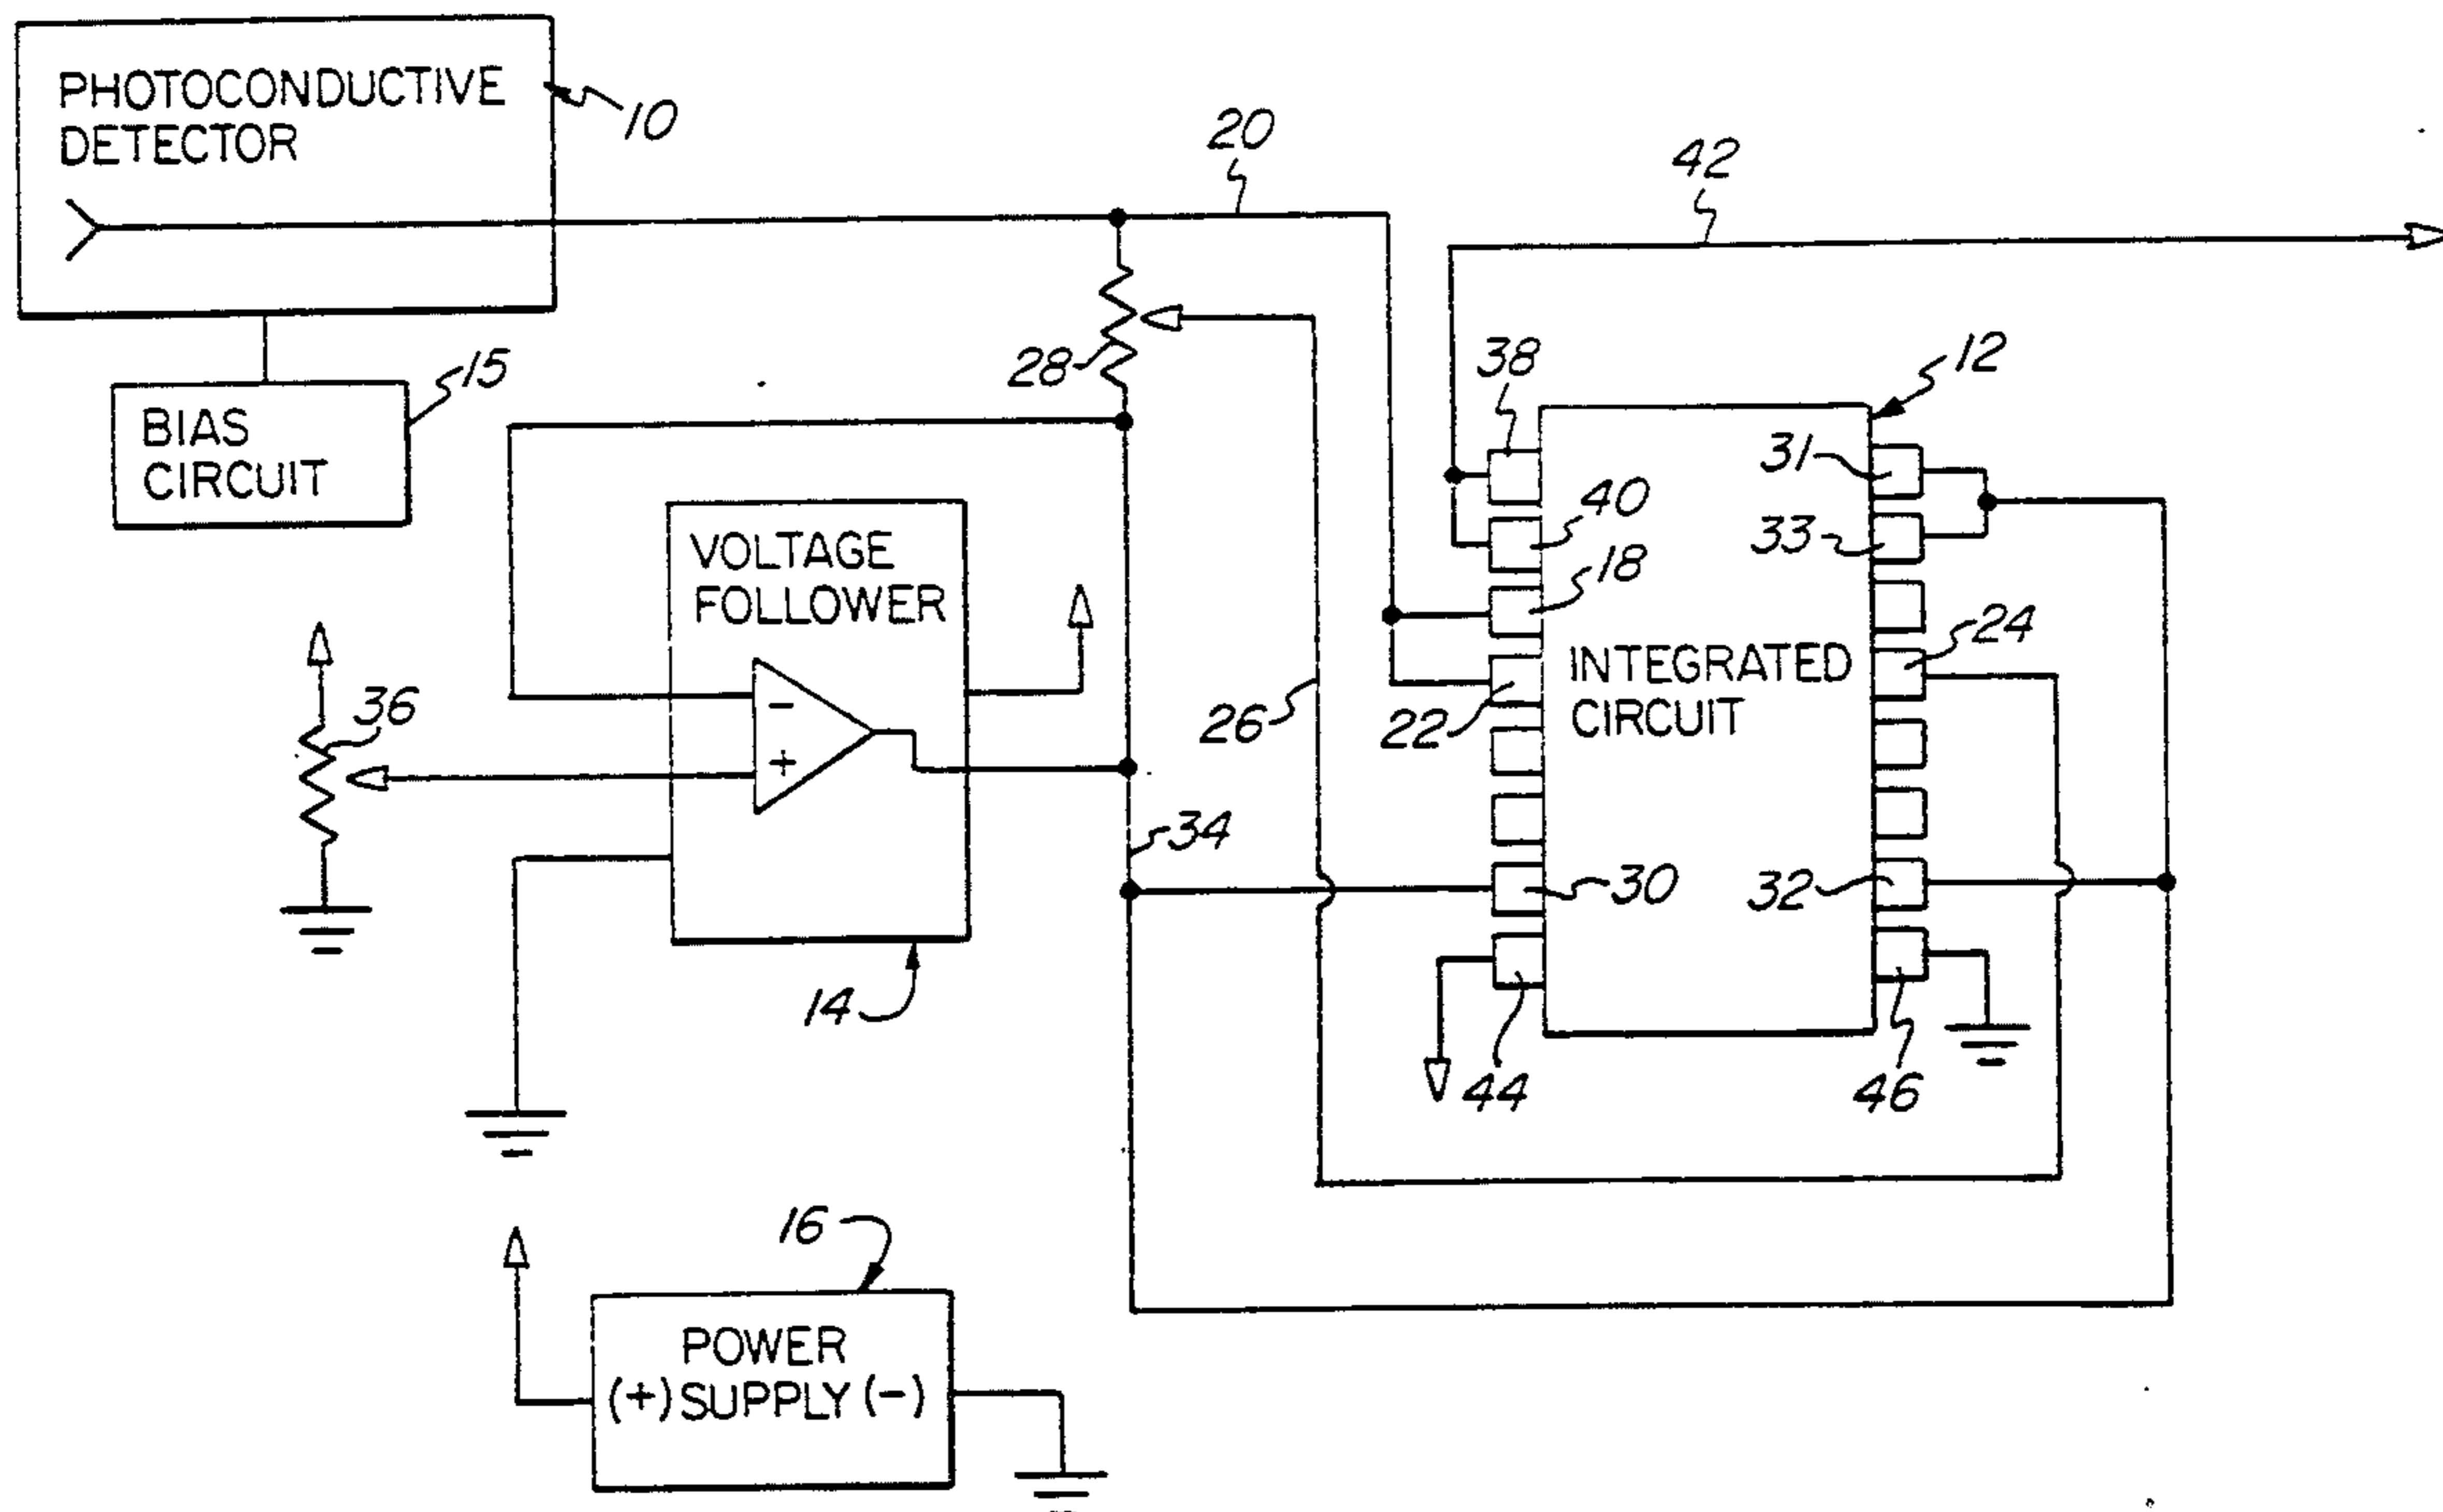 PHOTOCONDUCTIVE
DETECTOR
10
20
42
28
38
12
15
BIAS
CIRCUIT
31
40
33
VOLTAGE
FOLLOWER
18
24
INTEGRATED
CIRCUIT
36
−
26
22
+
34
30
32
14
44
46
16
POWER
(+) SUPPLY (−)